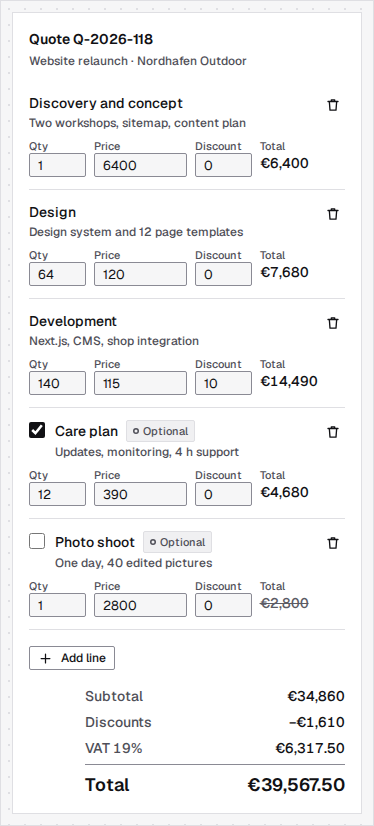 Quote Q-2026-118
Website relaunch · Nordhafen Outdoor
Discovery and concept
Two workshops, sitemap, content plan
Qty Price Discount Total
1 6400 0 €6,400
Design
Design system and 12 page templates
Qty Price Discount Total
64 120 0 €7,680
Development
Next.js, CMS, shop integration
Qty Price Discount Total
140 115 10 €14,490
Care plan Optional
Updates, monitoring, 4 h support
Qty Price Discount Total
12 390 0 €4,680
Photo shoot Optional
One day, 40 edited pictures
Qty Price Discount Total
1 2800 0 €2,800
Add line
Subtotal €34,860
Discounts −€1,610
VAT 19% €6,317.50
Total €39,567.50